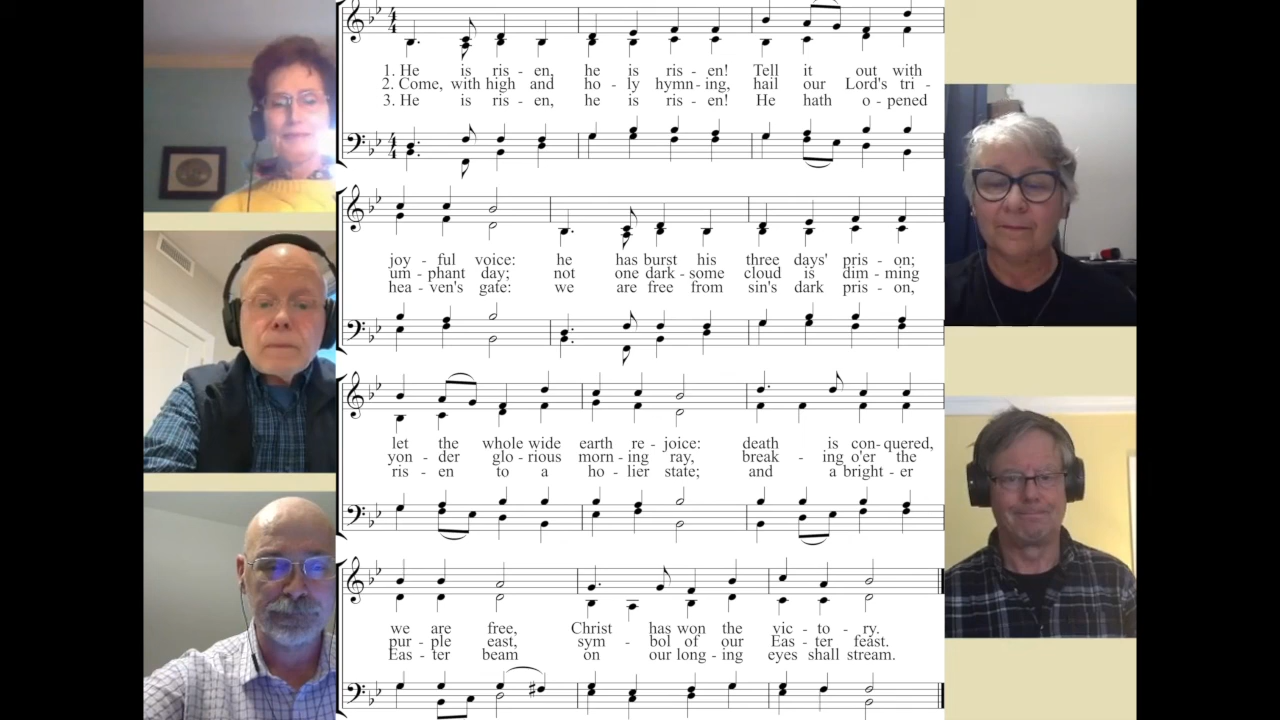 1. He is ris - en, he is ris - en! Tell it out with
2. Come, with high and ho - ly hymn - ing, hail our Lord's tri -
3. He is ris - en, he is ris - en! He hath o - pened
joy - ful voice: he has burst his three days' pris - on;
um - phant day; not one dark - some cloud is dim - ming
hea - ven's gate: we are free from sin's dark pris - on,
let the whole wide earth re - joice: death is con - quered,
yon - der glo - rious morn - ing ray, break - ing o'er the
ris - en to a ho - lier state; and a bright - er
we are free, Christ has won the vic - to - ry.
pur - ple east, sym - bol of our Eas - ter feast.
Eas - ter beam on our long - ing eyes shall stream.